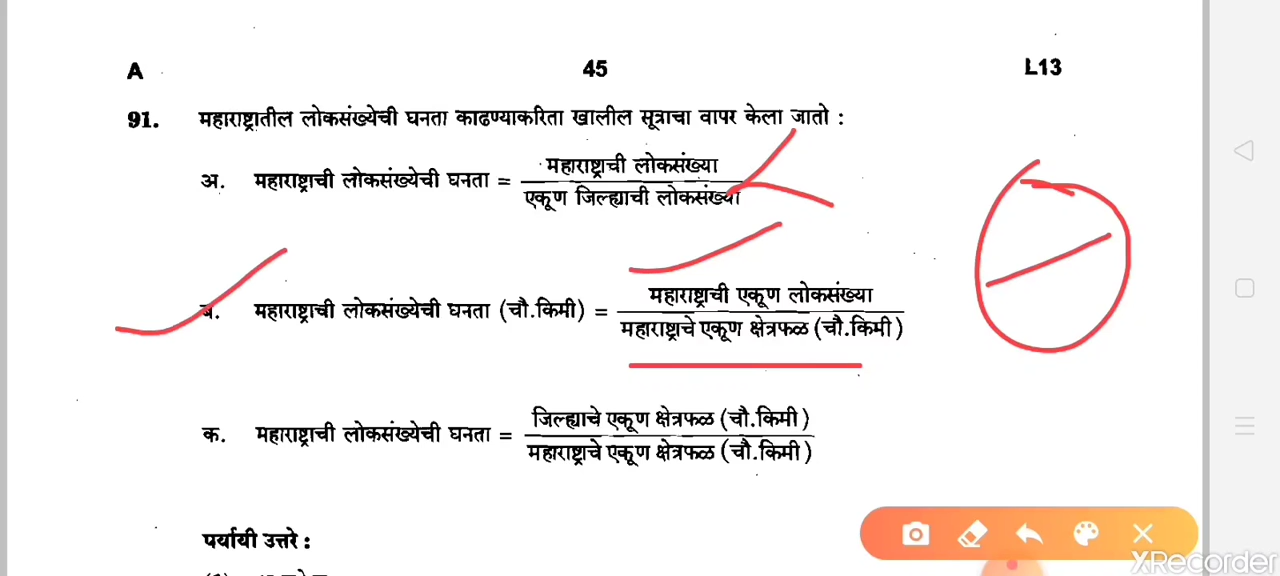 A 45 L13
91. महाराष्ट्रातील लोकसंख्येची घनता काढण्याकरिता खालील सूत्राचा वापर केला जातो :
अ. महाराष्ट्राची लोकसंख्येची घनता = महाराष्ट्राची लोकसंख्या
एकूण जिल्ह्याची लोकसंख्या
ब. महाराष्ट्राची लोकसंख्येची घनता (चौ.किमी) = महाराष्ट्राची एकूण लोकसंख्या
महाराष्ट्राचे एकूण क्षेत्रफळ (चौ.किमी)
क. महाराष्ट्राची लोकसंख्येची घनता = जिल्ह्याचे एकूण क्षेत्रफळ (चौ.किमी)
महाराष्ट्राचे एकूण क्षेत्रफळ (चौ.किमी)
पर्यायी उत्तरे :
XRecorder